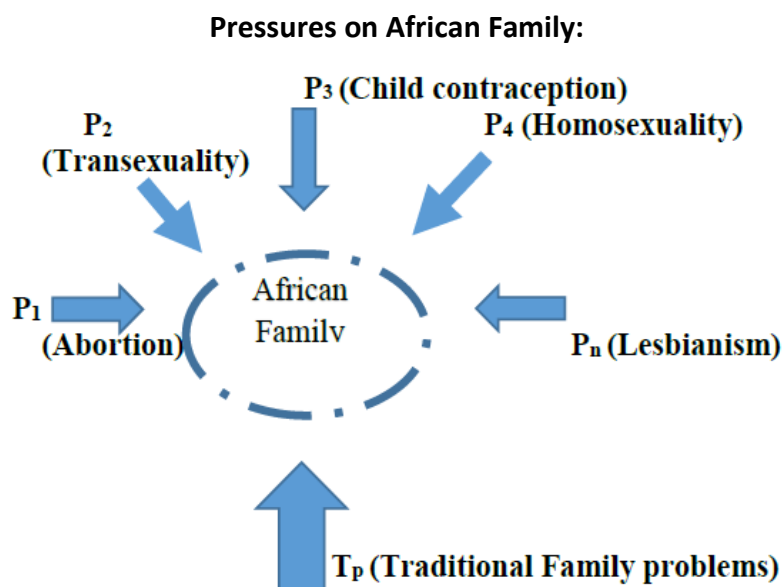 Pressures on African Family:
P3 (Child contraception)
P2
(Transexuality)
P4 (Homosexuality)
African
Family
P1
(Abortion)
Pn (Lesbianism)
Tp (Traditional Family problems)